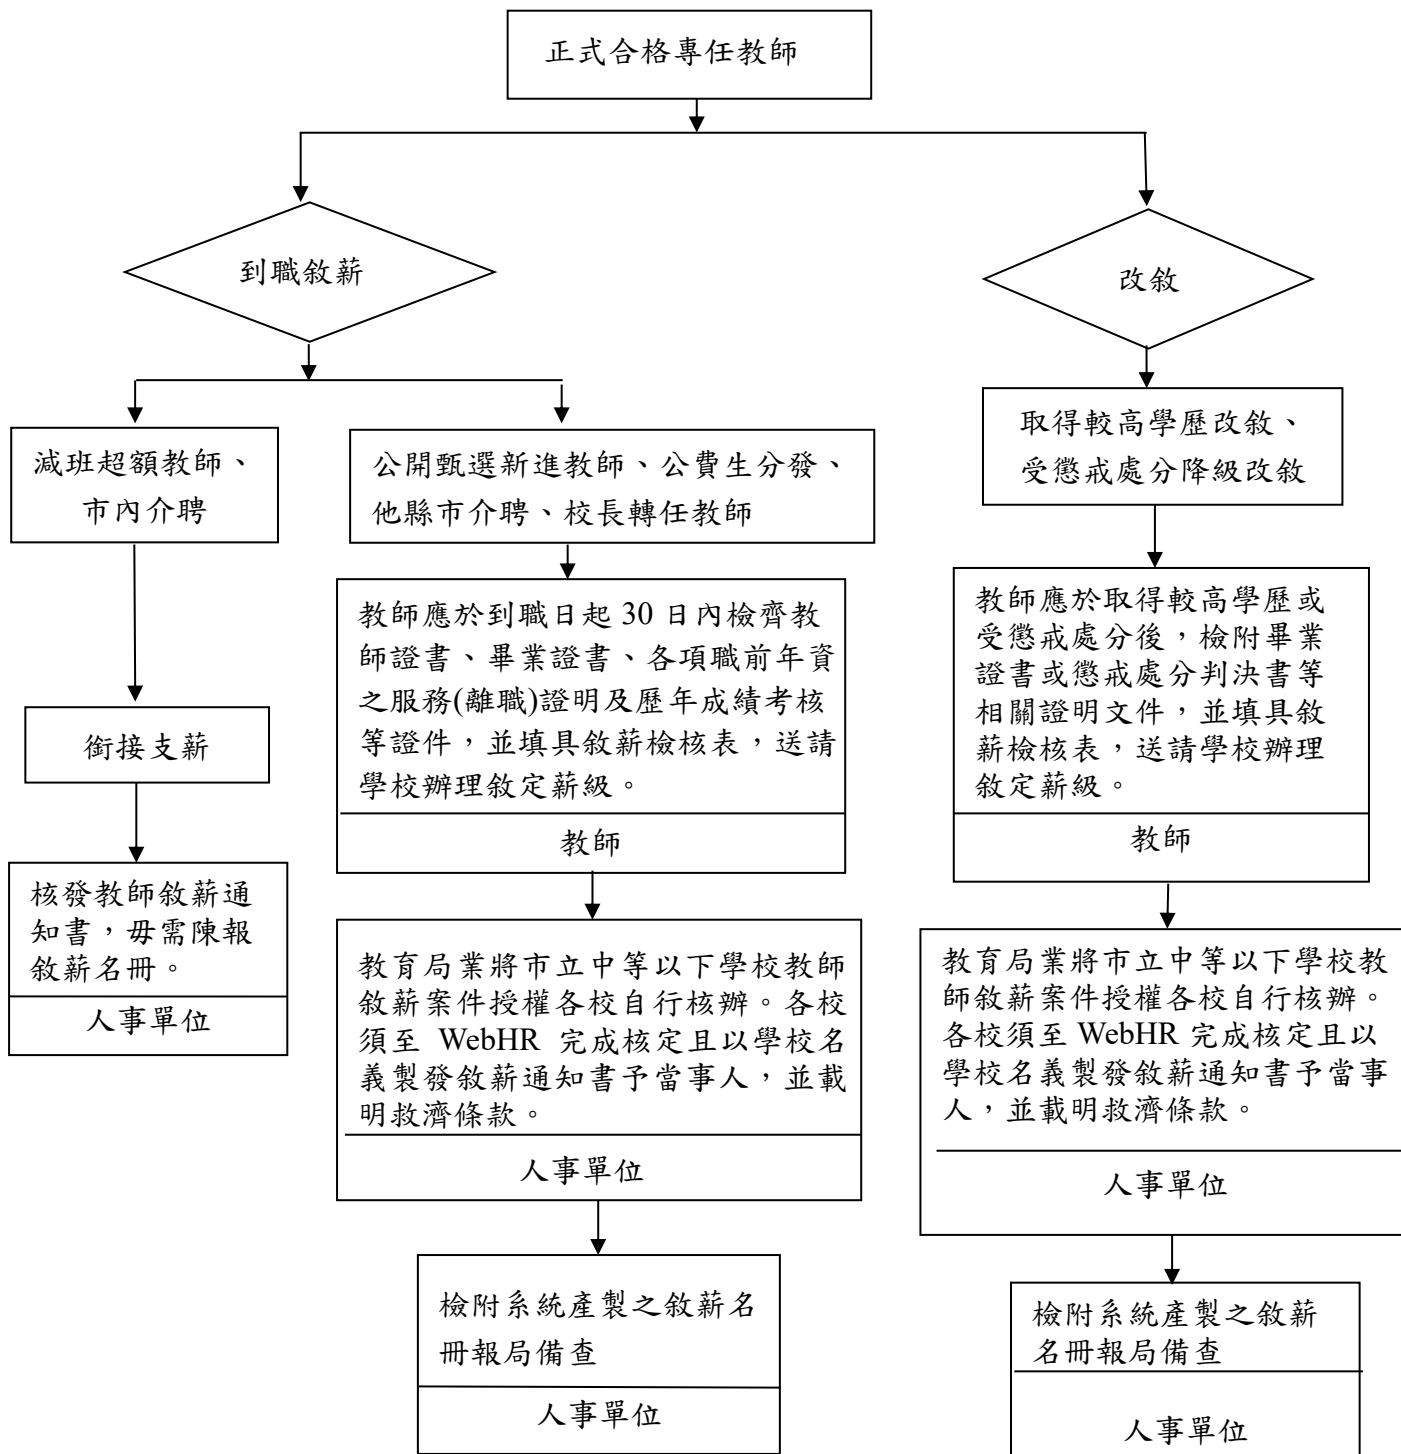 正式合格專任教師
到職敘薪
改敘
減班超額教師、
市內介聘
銜接支薪
核發教師敘薪通
知書，毋需陳報
敘薪名冊。
人事單位
公開甄選新進教師、公費生分發、
他縣市介聘、校長轉任教師
教師應於到職日起 30 日內檢齊教
師證書、畢業證書、各項職前年資
之服務(離職)證明及歷年成績考核
等證件，並填具敘薪檢核表，送請
學校辦理敘定薪級。
教師
教育局業將市立中等以下學校教師
敘薪案件授權各校自行核辦。各校
須至 WebHR 完成核定且以學校名
義製發敘薪通知書予當事人，並載
明救濟條款。
人事單位
檢附系統產製之敘薪名
冊報局備查
人事單位
取得較高學歷改敘、
受懲戒處分降級改敘
教師應於取得較高學歷或
受懲戒處分後，檢附畢業
證書或懲戒處分判決書等
相關證明文件，並填具敘
薪檢核表，送請學校辦理
敘定薪級。
教師
教育局業將市立中等以下學校教
師敘薪案件授權各校自行核辦。
各校須至 WebHR 完成核定且以
學校名義製發敘薪通知書予當事
人，並載明救濟條款。
人事單位
檢附系統產製之敘薪
名冊報局備查
人事單位